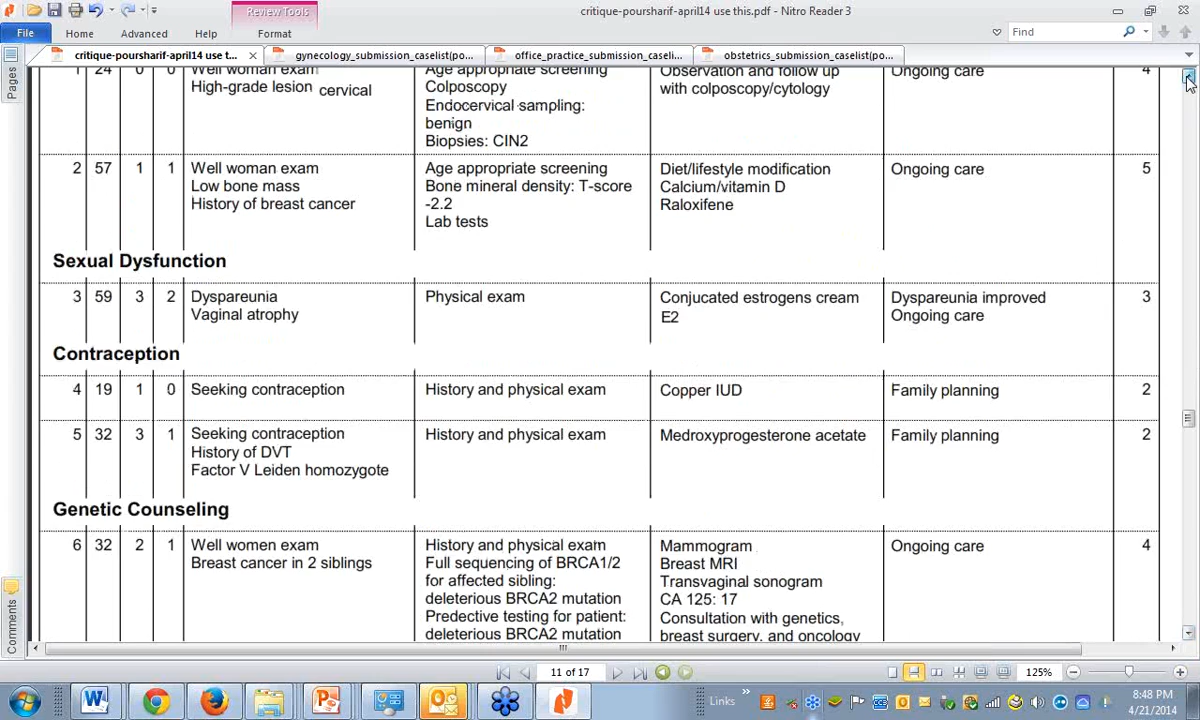 Review Tools
critique-poursharif-april14 use this.pdf - Nitro Reader 3
File
Home
Advanced
Help
Format
Find
critique-poursharif-april14 use t...
gynecology_submission_caselist(po...
office_practice_submission_caseli...
obstetrics_submission_caselist(po...
Pages
1 24 0 0 Well woman exam Age appropriate screening Observation and follow up Ongoing care 4
High-grade lesion cervical Colposcopy with colposcopy/cytology
Endocervical sampling:
benign
Biopsies: CIN2
2 57 1 1 Well woman exam Age appropriate screening Diet/lifestyle modification Ongoing care 5
Low bone mass Bone mineral density: T-score Calcium/vitamin D
History of breast cancer -2.2 Raloxifene
Lab tests
Sexual Dysfunction
3 59 3 2 Dyspareunia Physical exam Conjucated estrogens cream Dyspareunia improved 3
Vaginal atrophy E2 Ongoing care
Contraception
4 19 1 0 Seeking contraception History and physical exam Copper IUD Family planning 2
5 32 3 1 Seeking contraception History and physical exam Medroxyprogesterone acetate Family planning 2
History of DVT
Factor V Leiden homozygote
Genetic Counseling
6 32 2 1 Well women exam History and physical exam Mammogram Ongoing care 4
Breast cancer in 2 siblings Full sequencing of BRCA1/2 Breast MRI
for affected sibling: Transvaginal sonogram
deleterious BRCA2 mutation CA 125: 17
Predective testing for patient: Consultation with genetics,
deleterious BRCA2 mutation breast surgery, and oncology
Comments
11 of 17
125%
Links
8:48 PM
4/21/2014